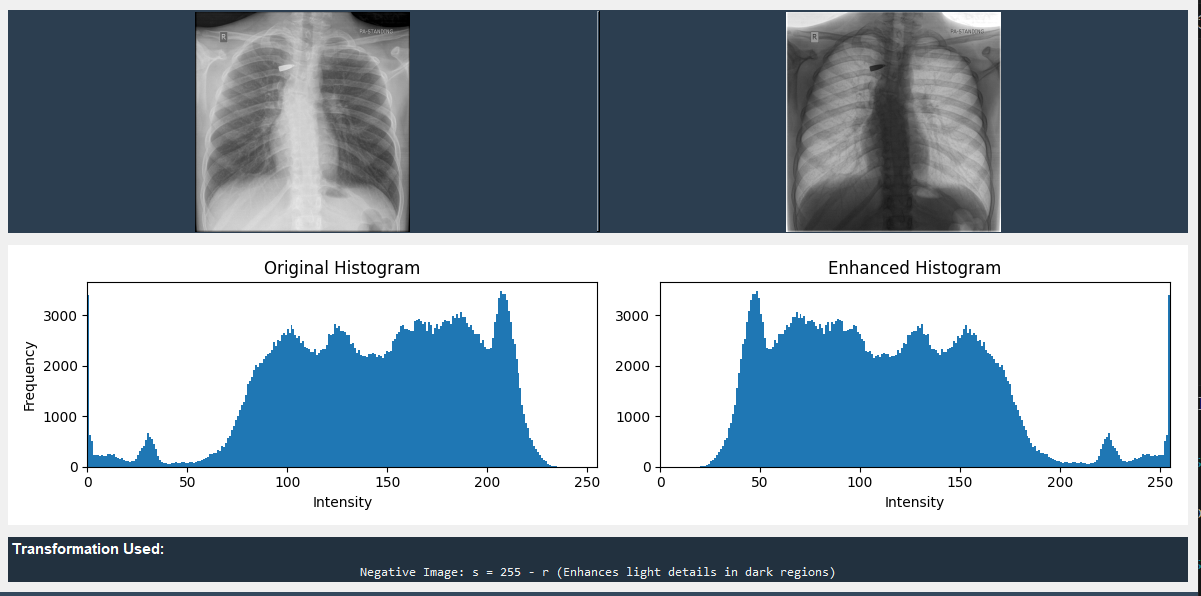 R
PA-STANDING
R
PA-STANDING
Original Histogram
Enhanced Histogram
3000
2000
1000
0
Frequency
0 50 100 150 200 250
Intensity
3000
2000
1000
0
0 50 100 150 200 250
Intensity
Transformation Used:
Negative Image: s = 255 - r (Enhances light details in dark regions)